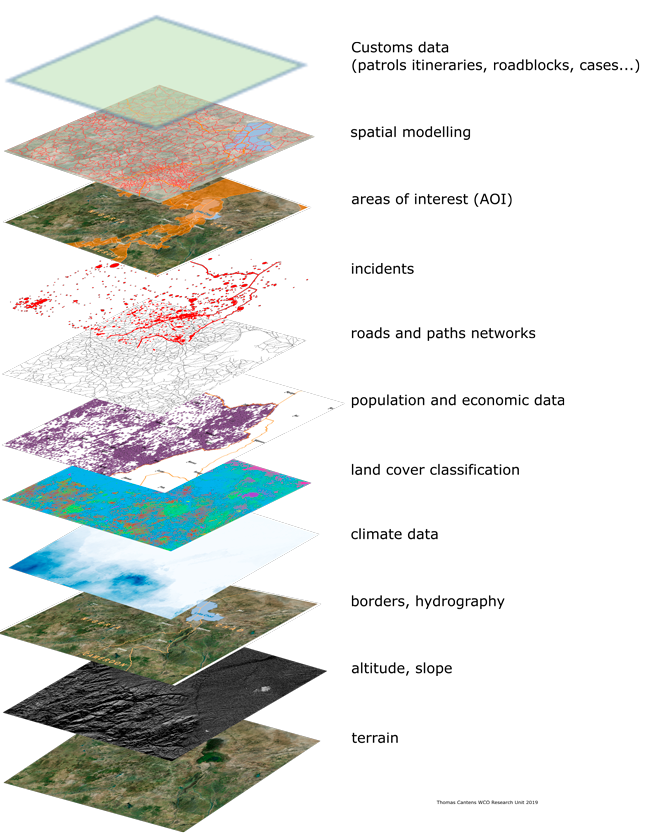 Customs data
(patrols itineraries, roadblocks, cases...)
spatial modelling
areas of interest (AOI)
incidents
roads and paths networks
population and economic data
land cover classification
climate data
borders, hydrography
altitude, slope
terrain
Thomas Cantens WCO Research Unit 2019